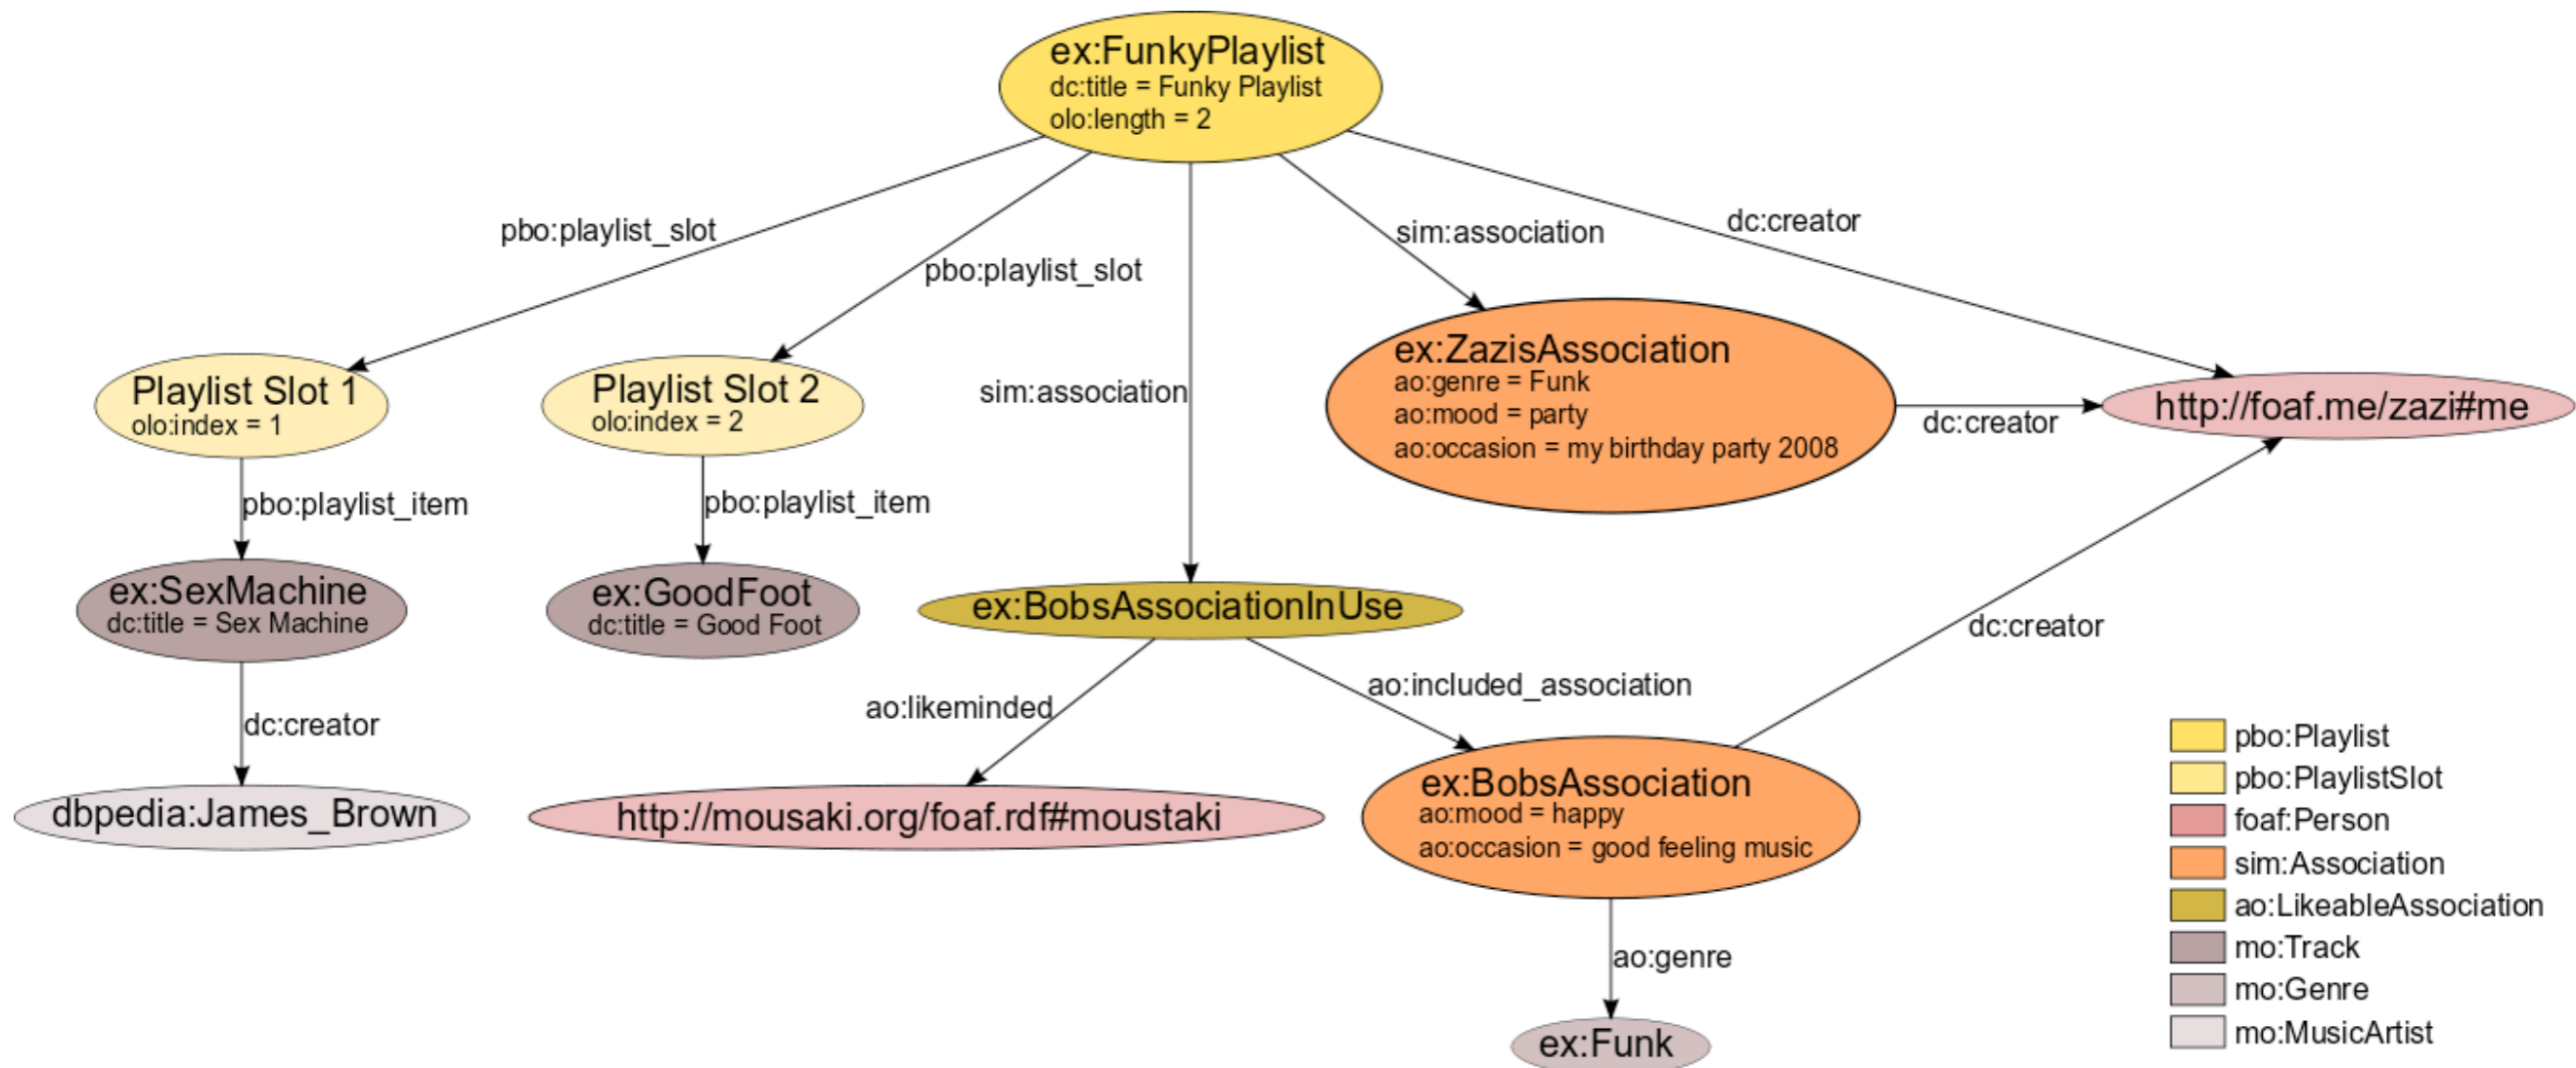 ex:FunkyPlaylist
dc:title = Funky Playlist
olo:length = 2
pbo:playlist_slot
pbo:playlist_slot
sim:association
sim:association
dc:creator
Playlist Slot 1
olo:index = 1
Playlist Slot 2
olo:index = 2
ex:ZazisAssociation
ao:genre = Funk
ao:mood = party
ao:occasion = my birthday party 2008
dc:creator
http://foaf.me/zazi#me
pbo:playlist_item
pbo:playlist_item
ex:SexMachine
dc:title = Sex Machine
ex:GoodFoot
dc:title = Good Foot
ex:BobsAssociationInUse
dc:creator
dc:creator
ao:likeminded
ao:included_association
dbpedia:James_Brown
http://mousaki.org/foaf.rdf#moustaki
ex:BobsAssociation
ao:mood = happy
ao:occasion = good feeling music
ao:genre
ex:Funk
pbo:Playlist
pbo:PlaylistSlot
foaf:Person
sim:Association
ao:LikeableAssociation
mo:Track
mo:Genre
mo:MusicArtist